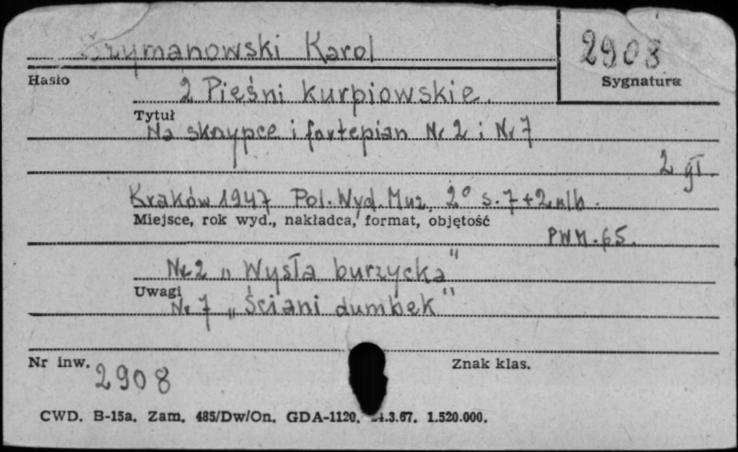 Szymanowski Karol
2908
Hasło
Sygnatura
2 Pieśni kurpiowskie.
Tytuł
Na skrzypce i fortepian Nr 2 i Nr 7
2 gł.
Kraków 1947 Pol. Wyd. Muz. 2° s. 7 + 2 nlb.
Miejsce, rok wyd., nakładca, format, objętość
PWM. 65.
Nr 2 „Wysła burzycka"
Uwagi
Nr 7 „Ściani dumbek"
Nr inw.
2908
Znak klas.
CWD. B-15a. Zam. 485/Dw/On. GDA-1120. .3.67. 1.520.000.